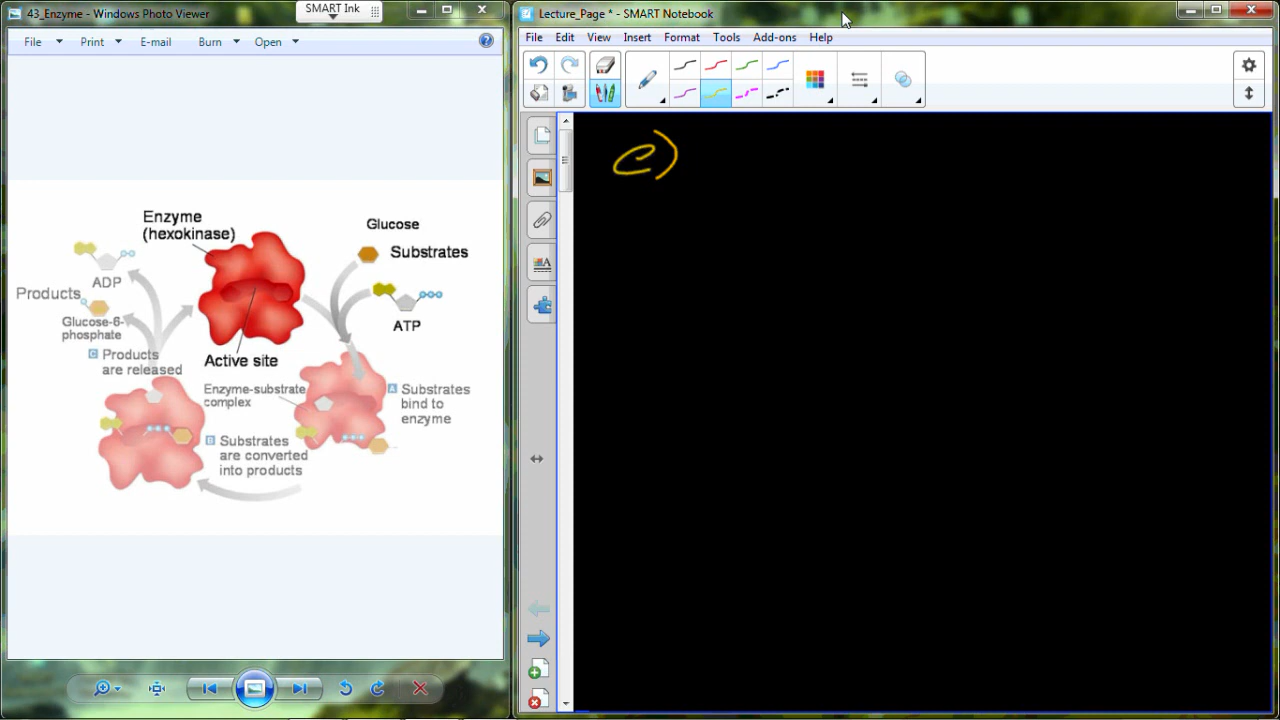 43_Enzyme - Windows Photo Viewer
SMART Ink
File Print E-mail Burn Open
Enzyme
(hexokinase)
Glucose
Substrates
ADP
Products
Glucose-6-
phosphate
ATP
C Products
are released
Active site
Enzyme-substrate
complex
A Substrates
bind to
enzyme
B Substrates
are converted
into products
Lecture_Page * - SMART Notebook
File Edit View Insert Format Tools Add-ons Help
e)